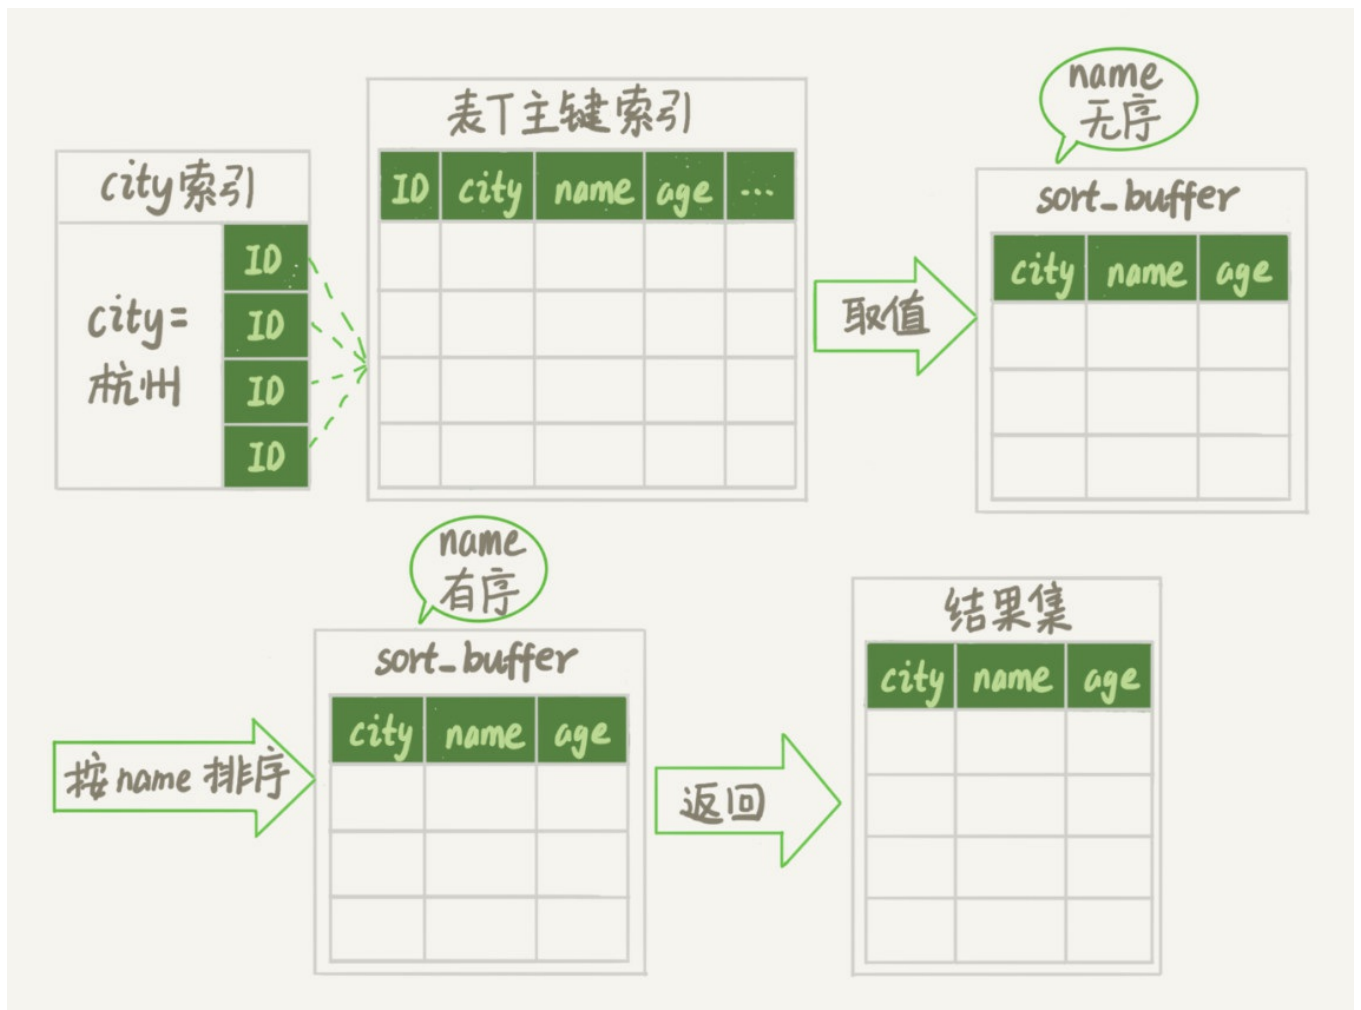 city索引
city=
杭州
ID
ID
ID
ID
表T主键索引
ID city name age ...
取值
name
无序
sort_buffer
city name age
按name排序
name
有序
sort_buffer
city name age
返回
结果集
city name age